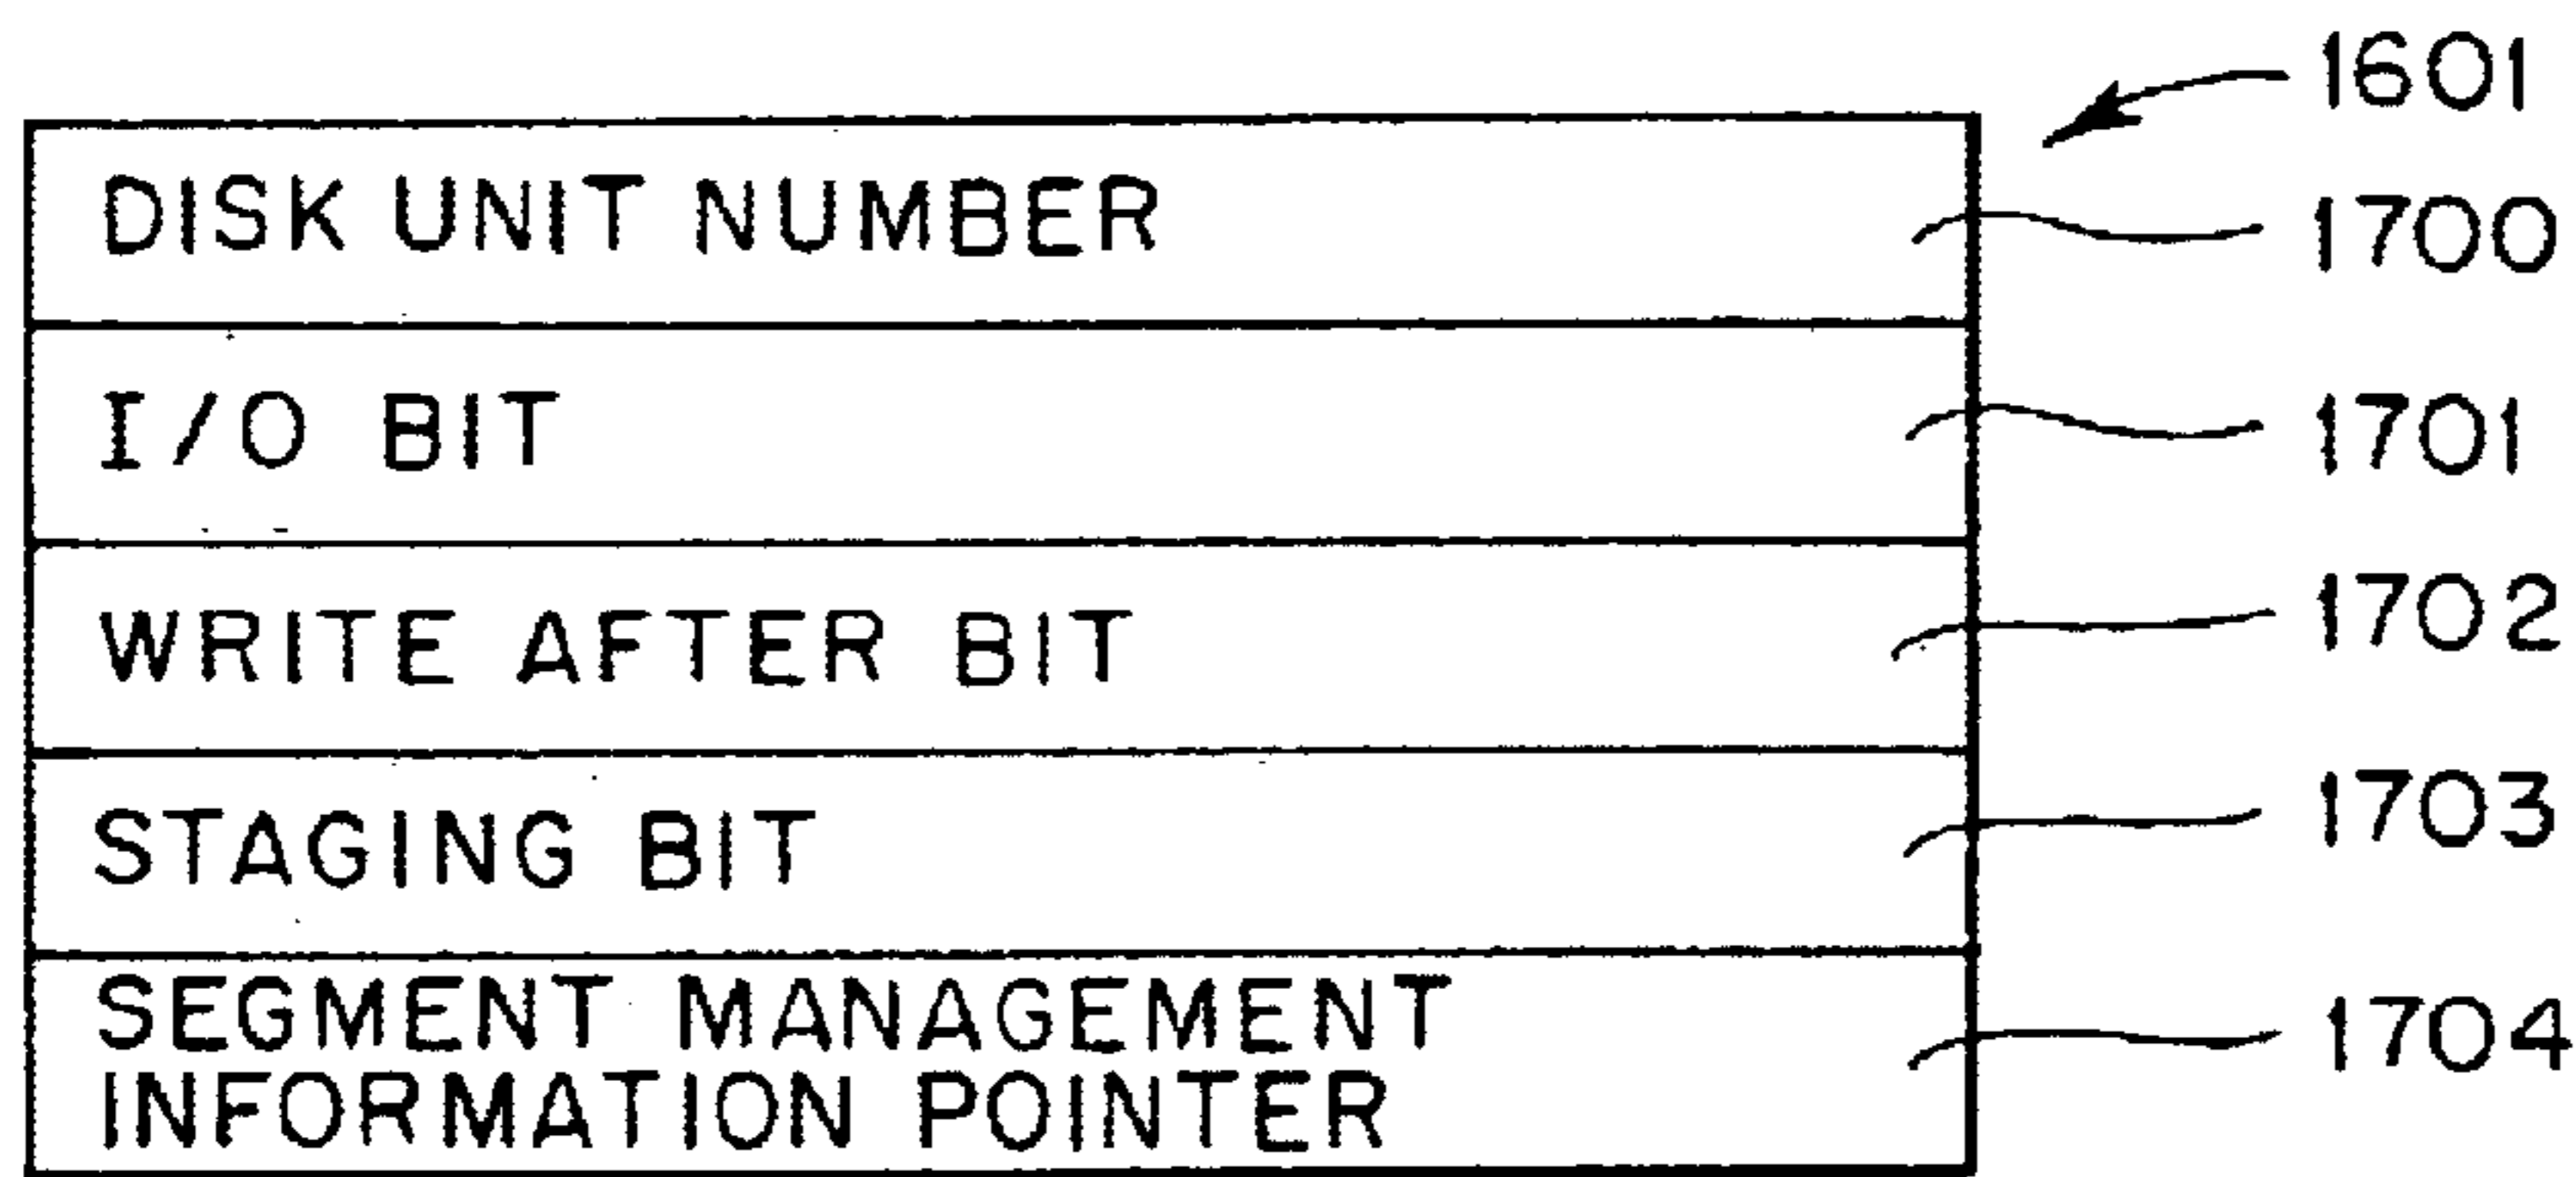 1601
DISK UNIT NUMBER 1700
I/O BIT 1701
WRITE AFTER BIT 1702
STAGING BIT 1703
SEGMENT MANAGEMENT 1704
INFORMATION POINTER